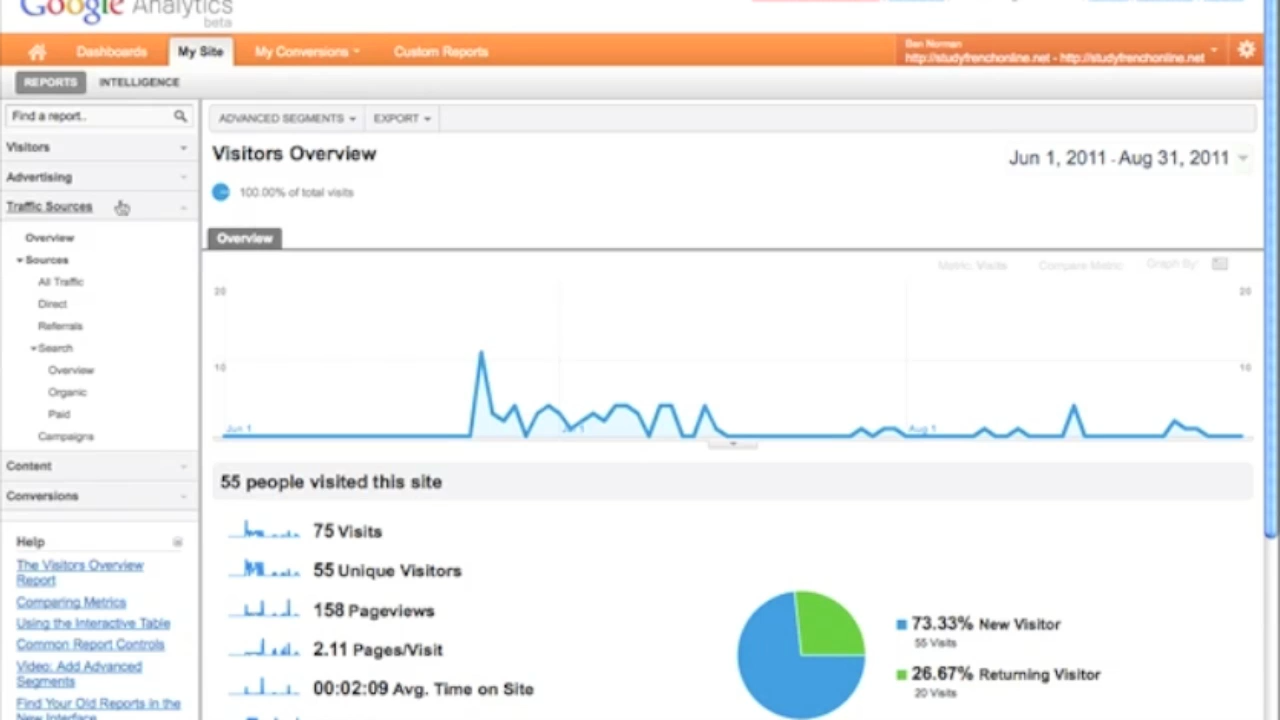 Google Analytics
beta
Dashboards
My Site
My Conversions
Custom Reports
Ben Norman
http://studyfrenchonline.net - http://studyfrenchonline.net
REPORTS
INTELLIGENCE
Find a report..
ADVANCED SEGMENTS
EXPORT
Visitors
Advertising
Traffic Sources
Overview
Sources
All Traffic
Direct
Referrals
Search
Overview
Organic
Paid
Campaigns
Content
Conversions
Help
The Visitors Overview
Report
Comparing Metrics
Using the Interactive Table
Common Report Controls
Video: Add Advanced
Segments
Find Your Old Reports in the
New Interface
Visitors Overview
Jun 1, 2011 - Aug 31, 2011
100.00% of total visits
Overview
Metric: Visits
Compare Metric
Graph By:
20
20
10
10
Jun 1
Aug 1
55 people visited this site
75 Visits
55 Unique Visitors
158 Pageviews
2.11 Pages/Visit
00:02:09 Avg. Time on Site
73.33% New Visitor
55 Visits
26.67% Returning Visitor
20 Visits